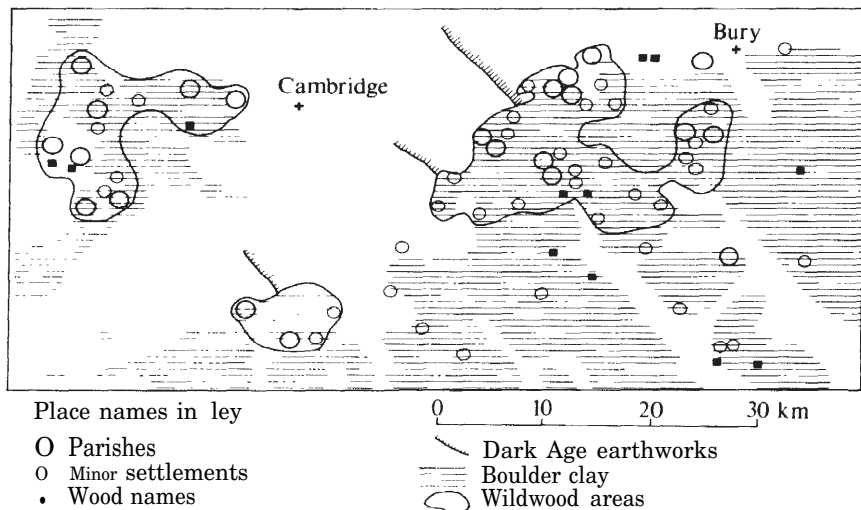 Bury
Cambridge
Place names in ley
0 10 20 30 km
Parishes
Minor settlements
Wood names
Dark Age earthworks
Boulder clay
Wildwood areas